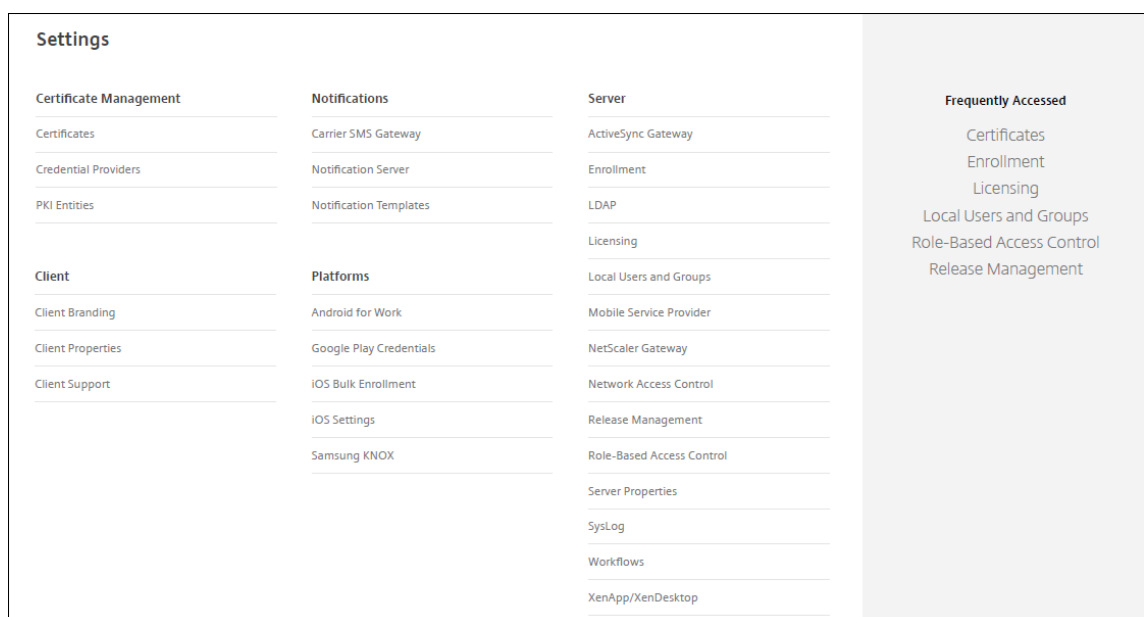 Settings
Certificate Management
Certificates
Credential Providers
PKI Entities
Client
Client Branding
Client Properties
Client Support
Notifications
Carrier SMS Gateway
Notification Server
Notification Templates
Platforms
Android for Work
Google Play Credentials
iOS Bulk Enrollment
iOS Settings
Samsung KNOX
Server
ActiveSync Gateway
Enrollment
LDAP
Licensing
Local Users and Groups
Mobile Service Provider
NetScaler Gateway
Network Access Control
Release Management
Role-Based Access Control
Server Properties
SysLog
Workflows
XenApp/XenDesktop
Frequently Accessed
Certificates
Enrollment
Licensing
Local Users and Groups
Role-Based Access Control
Release Management